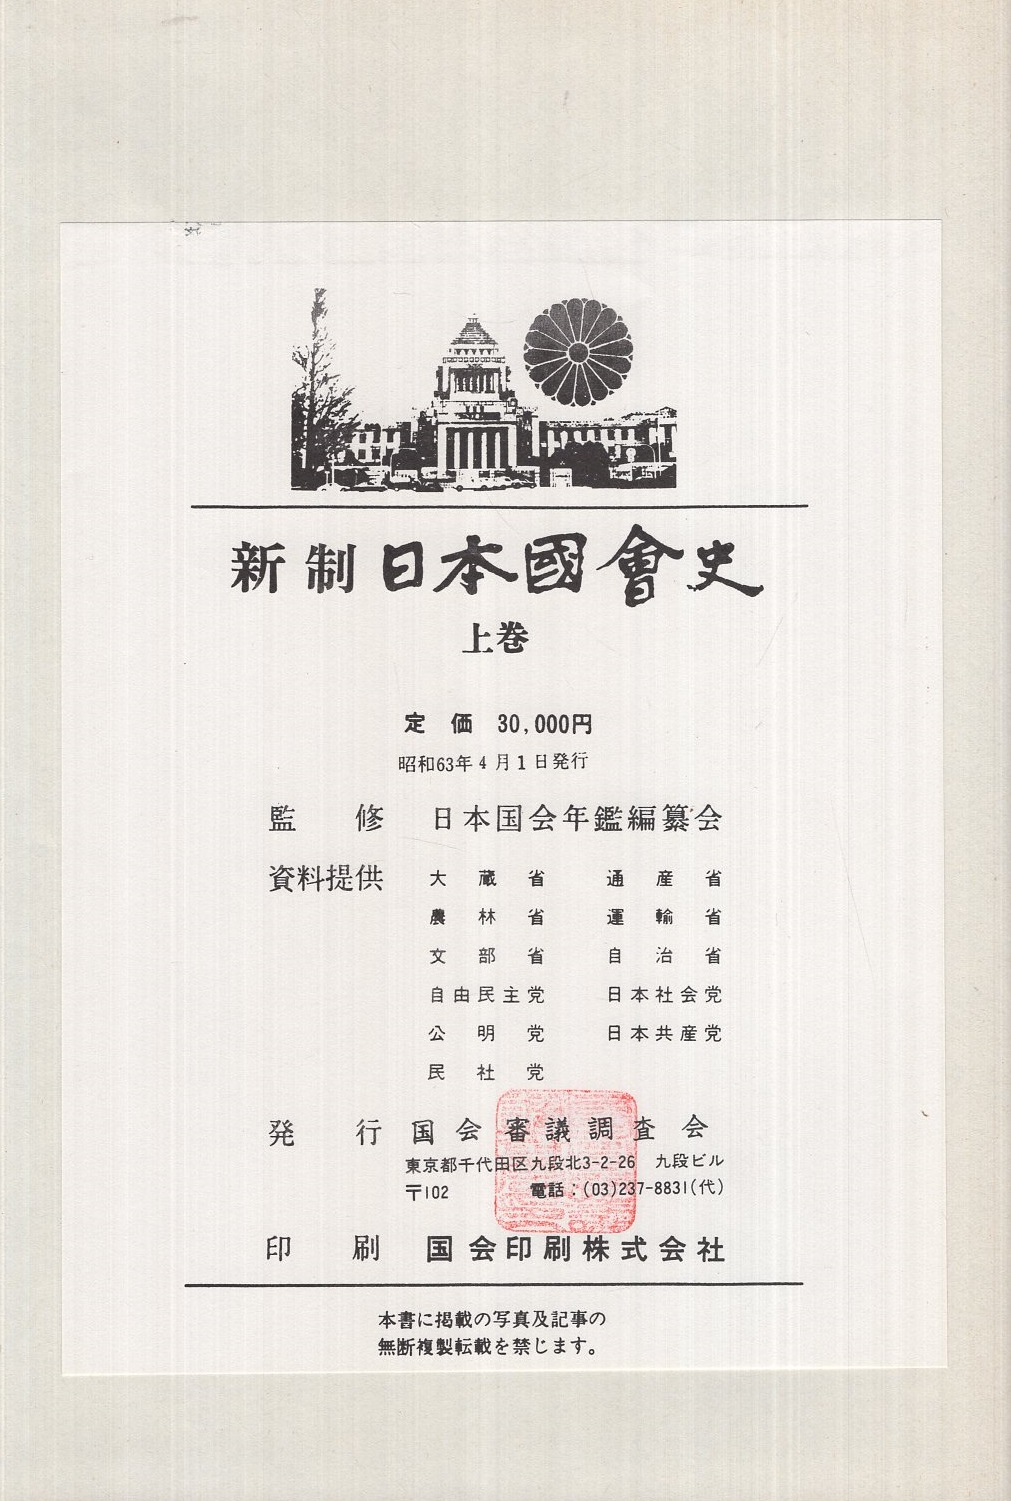 新制日本國會史
上巻
定価 30,000円
昭和63年4月1日発行
監修 日本国会年鑑編纂会
資料提供 大蔵省 通産省
農林省 運輸省
文部省 自治省
自由民主党 日本社会党
公明党 日本共産党
民社党
発行 国会審議調査会
東京都千代田区九段北3-2-26 九段ビル
〒102 電話:(03)237-8831(代)
印刷 国会印刷株式会社
本書に掲載の写真及記事の
無断複製転載を禁じます。